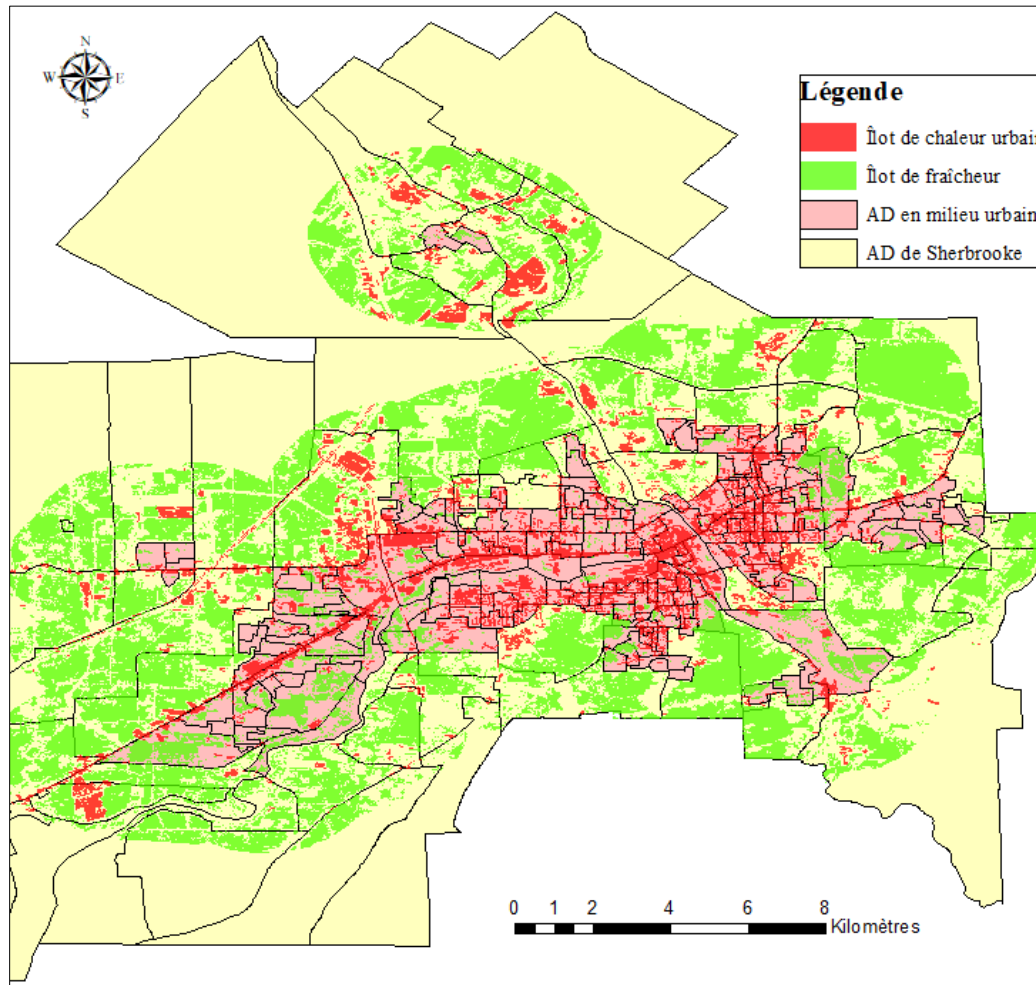 N
W E
S
Légende
Îlot de chaleur urbain
Îlot de fraîcheur
AD en milieu urbain
AD de Sherbrooke
0 1 2 4 6 8
Kilomètres